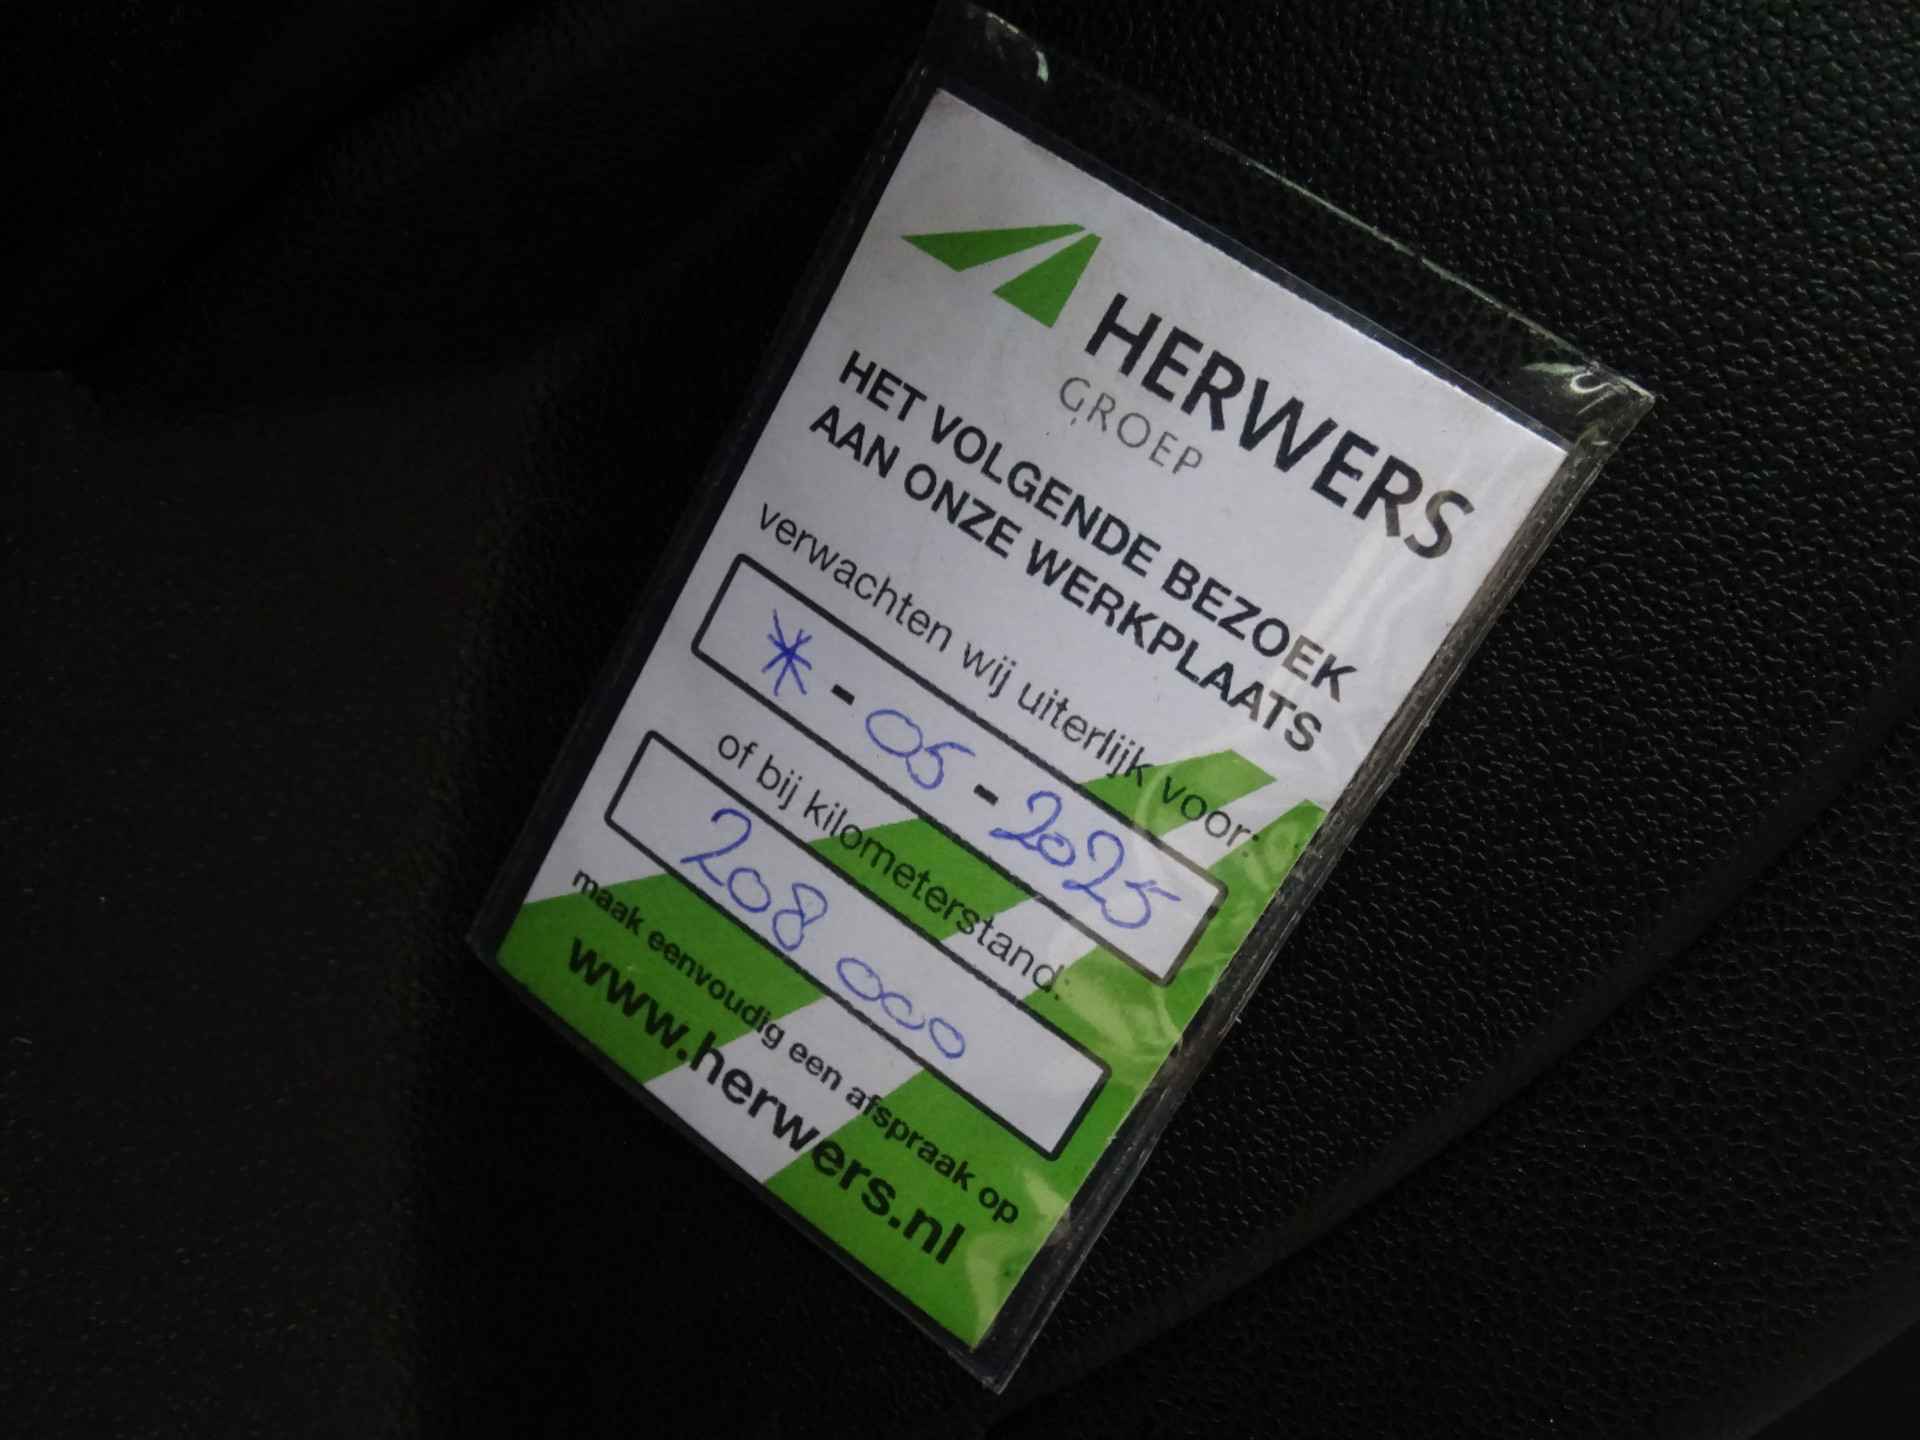 HERWERS
GROEP
HET VOLGENDE BEZOEK
AAN ONZE WERKPLAATS
verwachten wij uiterlijk voor:
* - 05 - 2025
of bij kilometerstand:
208 000
maak eenvoudig een afspraak op
www.herwers.nl